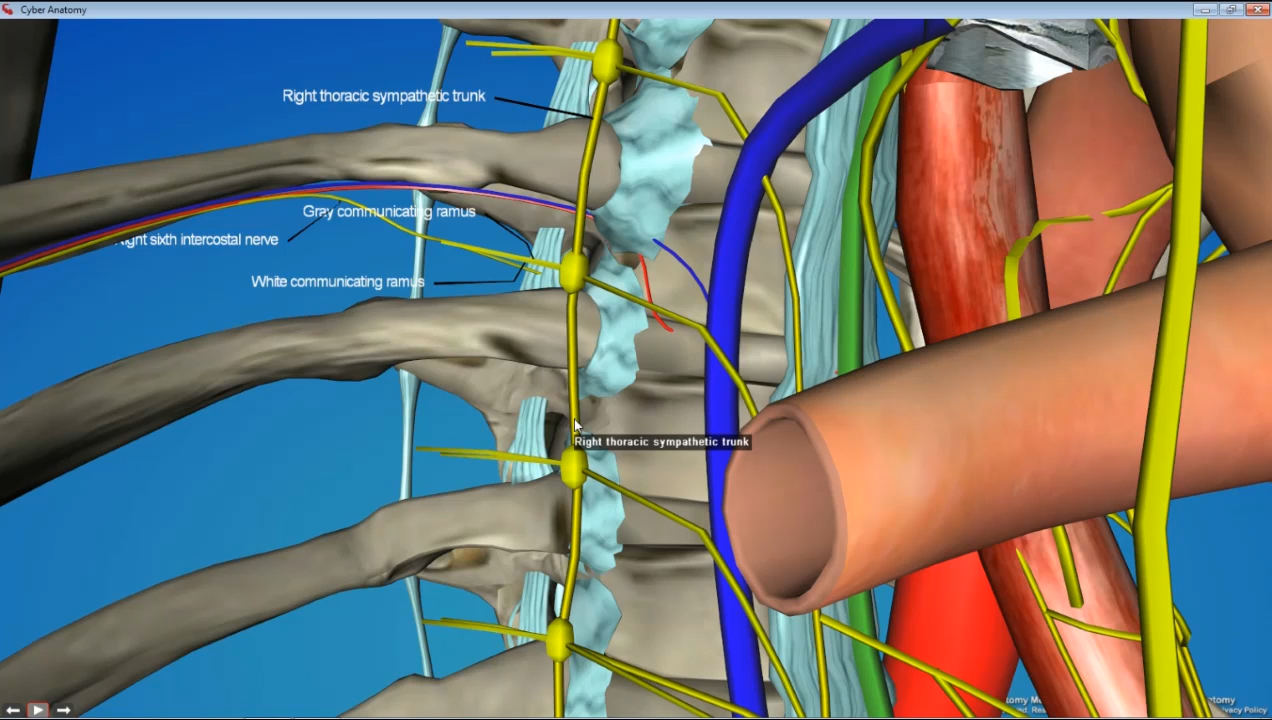 Cyber Anatomy
Right thoracic sympathetic trunk
Gray communicating ramus
Right sixth intercostal nerve
White communicating ramus
Right thoracic sympathetic trunk